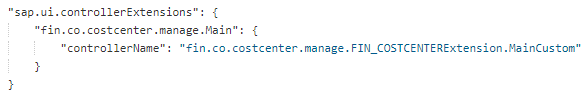 "sap.ui.controllerExtensions": {
"fin.co.costcenter.manage.Main": {
"controllerName": "fin.co.costcenter.manage.FIN_COSTCENTERExtension.MainCustom"
}
}